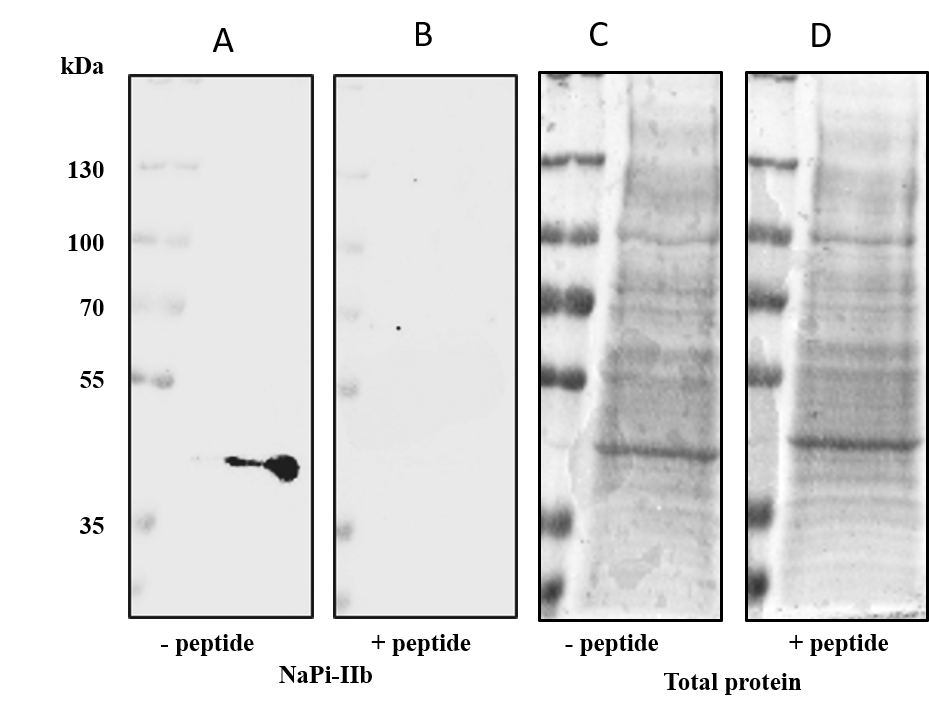 A B C D
kDa
130
100
70
55
35
- peptide + peptide - peptide + peptide
NaPi-IIb
Total protein